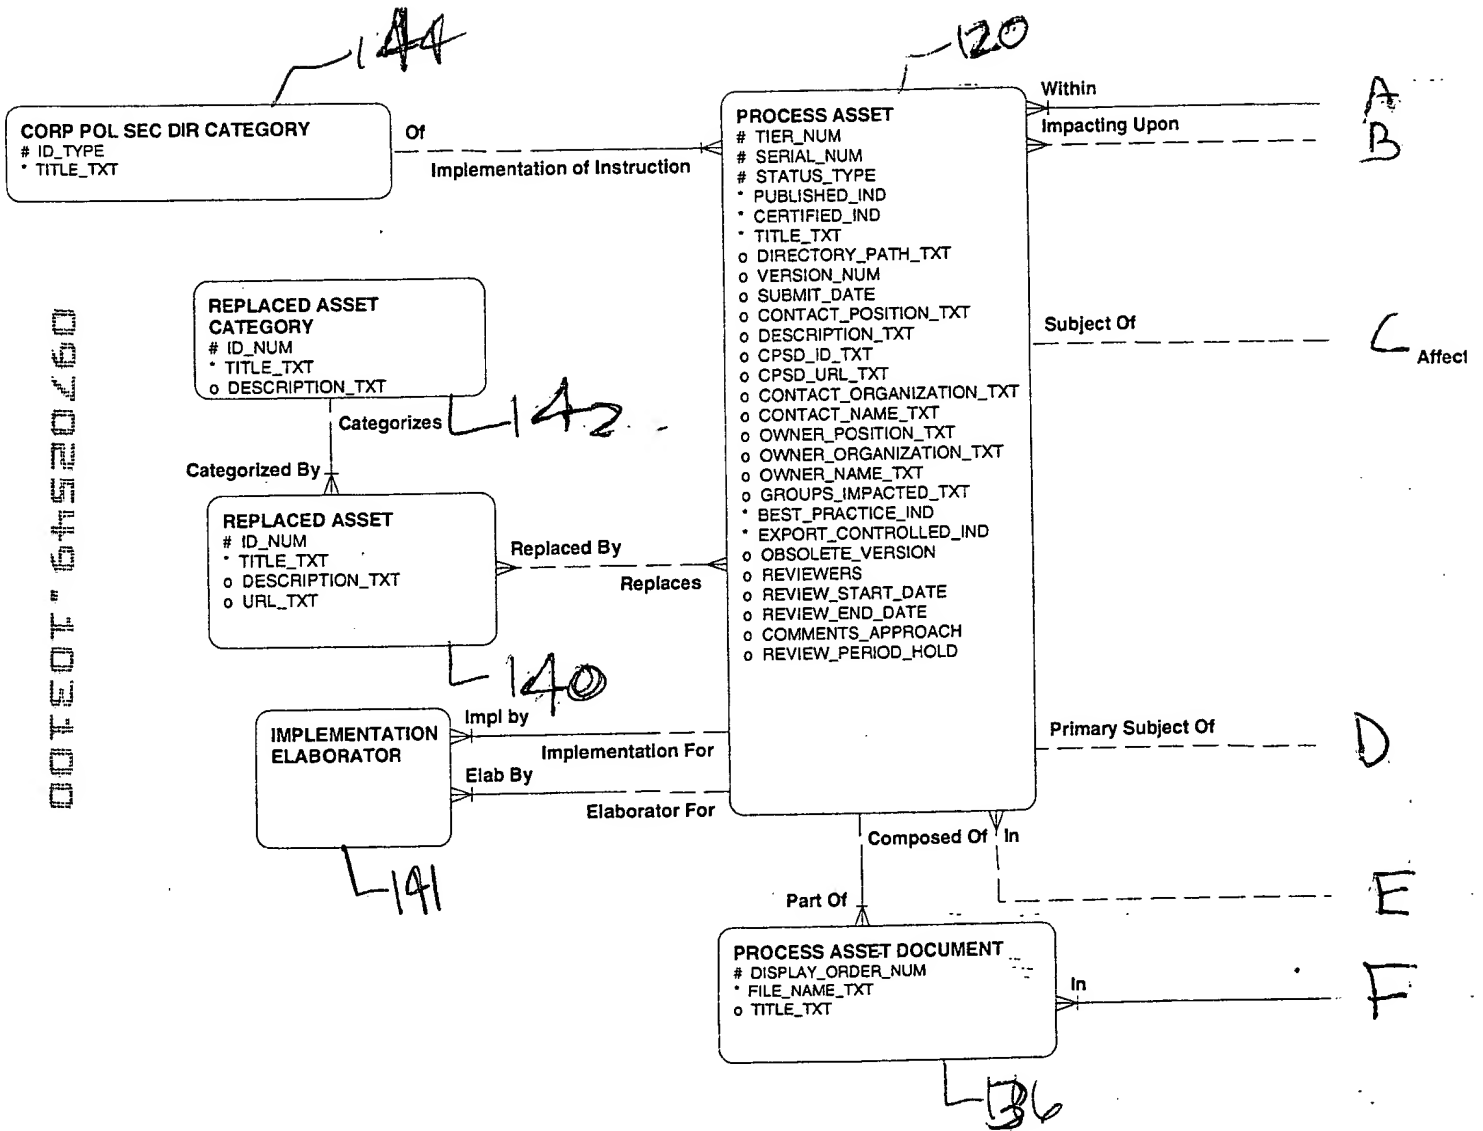 144
120
CORP POL SEC DIR CATEGORY
# ID_TYPE
* TITLE_TXT
Of
Implementation of Instruction
PROCESS ASSET
# TIER_NUM
# SERIAL_NUM
# STATUS_TYPE
* PUBLISHED_IND
* CERTIFIED_IND
* TITLE_TXT
o DIRECTORY_PATH_TXT
o VERSION_NUM
o SUBMIT_DATE
o CONTACT_POSITION_TXT
o DESCRIPTION_TXT
o CPSD_ID_TXT
o CPSD_URL_TXT
o CONTACT_ORGANIZATION_TXT
o CONTACT_NAME_TXT
o OWNER_POSITION_TXT
o OWNER_ORGANIZATION_TXT
o OWNER_NAME_TXT
o GROUPS_IMPACTED_TXT
* BEST_PRACTICE_IND
* EXPORT_CONTROLLED_IND
o OBSOLETE_VERSION
o REVIEWERS
o REVIEW_START_DATE
o REVIEW_END_DATE
o COMMENTS_APPROACH
o REVIEW_PERIOD_HOLD
Within
A
Impacting Upon
B
Subject Of
C
Affect
Primary Subject Of
D
REPLACED ASSET
CATEGORY
# ID_NUM
* TITLE_TXT
o DESCRIPTION_TXT
142
Categorizes
Categorized By
REPLACED ASSET
# ID_NUM
* TITLE_TXT
o DESCRIPTION_TXT
o URL_TXT
140
Replaced By
Replaces
IMPLEMENTATION
ELABORATOR
141
Impl by
Implementation For
Elab By
Elaborator For
Composed Of
In
E
Part Of
PROCESS ASSET DOCUMENT
# DISPLAY_ORDER_NUM
* FILE_NAME_TXT
o TITLE_TXT
In
F
136
09702549.103100